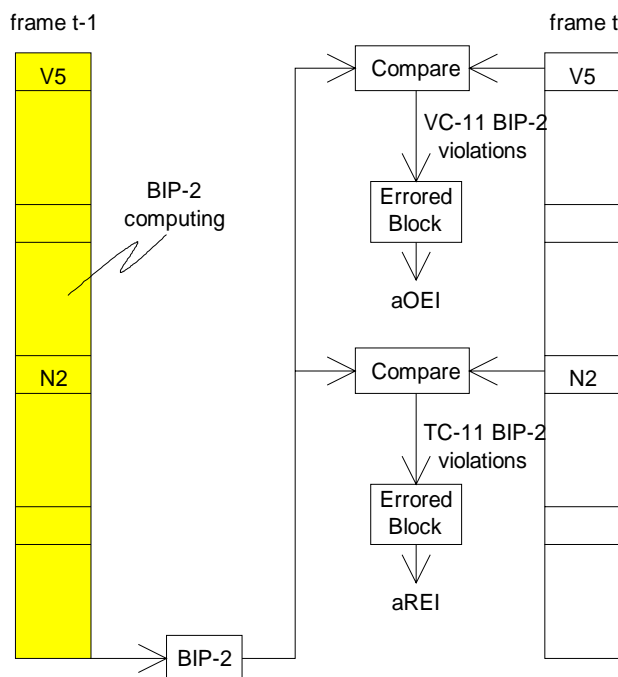 frame t-1
frame t
V5
Compare
V5
VC-11 BIP-2
violations
BIP-2
computing
Errored
Block
aOEI
N2
Compare
N2
TC-11 BIP-2
violations
Errored
Block
aREI
BIP-2